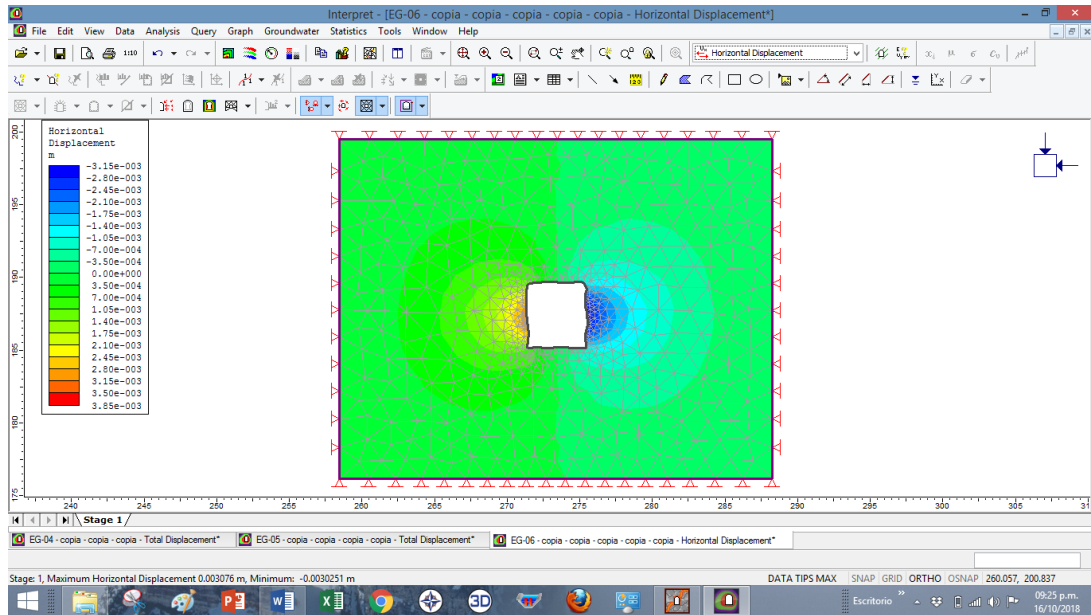 Interpret - [EG-06 - copia - copia - copia - copia - copia - Horizontal Displacement*]
File Edit View Data Analysis Query Graph Groundwater Statistics Tools Window Help
1:10
Horizontal Displacement
Horizontal
Displacement
m
-3.15e-003
-2.80e-003
-2.45e-003
-2.10e-003
-1.75e-003
-1.40e-003
-1.05e-003
-7.00e-004
-3.50e-004
0.00e+000
3.50e-004
7.00e-004
1.05e-003
1.40e-003
1.75e-003
2.10e-003
2.45e-003
2.80e-003
3.15e-003
3.50e-003
3.85e-003
200
195
190
185
180
175
240 245 250 255 260 265 270 275 280 285 290 295 300 305 31
Stage 1
EG-04 - copia - copia - copia - Total Displacement* EG-05 - copia - copia - copia - copia - Total Displacement* EG-06 - copia - copia - copia - copia - copia - Horizontal Displacement*
Stage: 1, Maximum Horizontal Displacement 0.003076 m, Minimum: -0.0030251 m DATA TIPS MAX SNAP GRID ORTHO OSNAP 260.057, 200.837
Escritorio 09:25 p.m.
16/10/2018